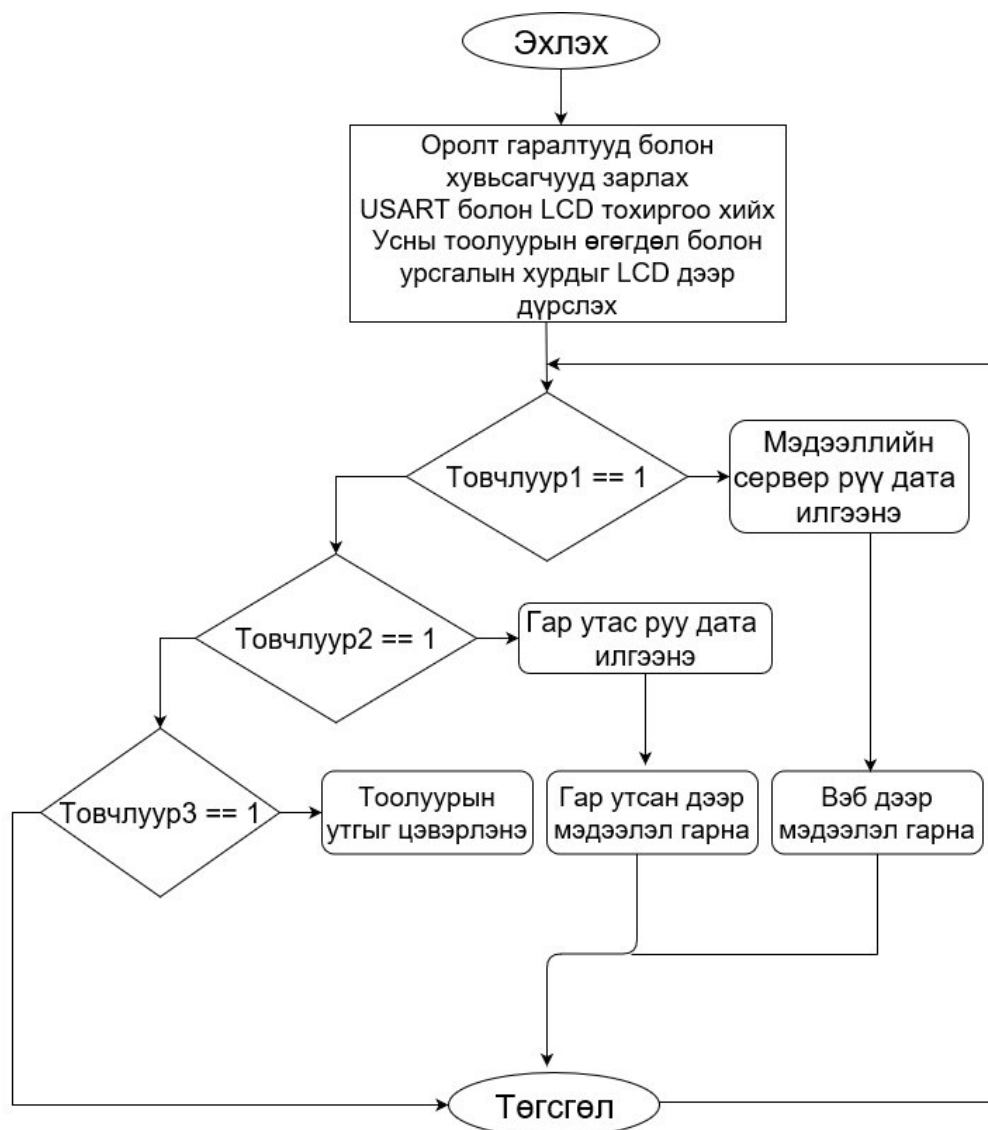 Эхлэх
Оролт гаралтууд болон
хувьсагчууд зарлах
USART болон LCD тохиргоо хийх
Усны тоолуурын өгөгдөл болон
урсгалын хурдыг LCD дээр
дүрслэх
Товчлуур1 == 1
Мэдээллийн
сервер рүү дата
илгээнэ
Товчлуур2 == 1
Гар утас руу дата
илгээнэ
Товчлуур3 == 1
Тоолуурын
утгыг цэвэрлэнэ
Гар утсан дээр
мэдээлэл гарна
Вэб дээр
мэдээлэл гарна
Төгсгөл